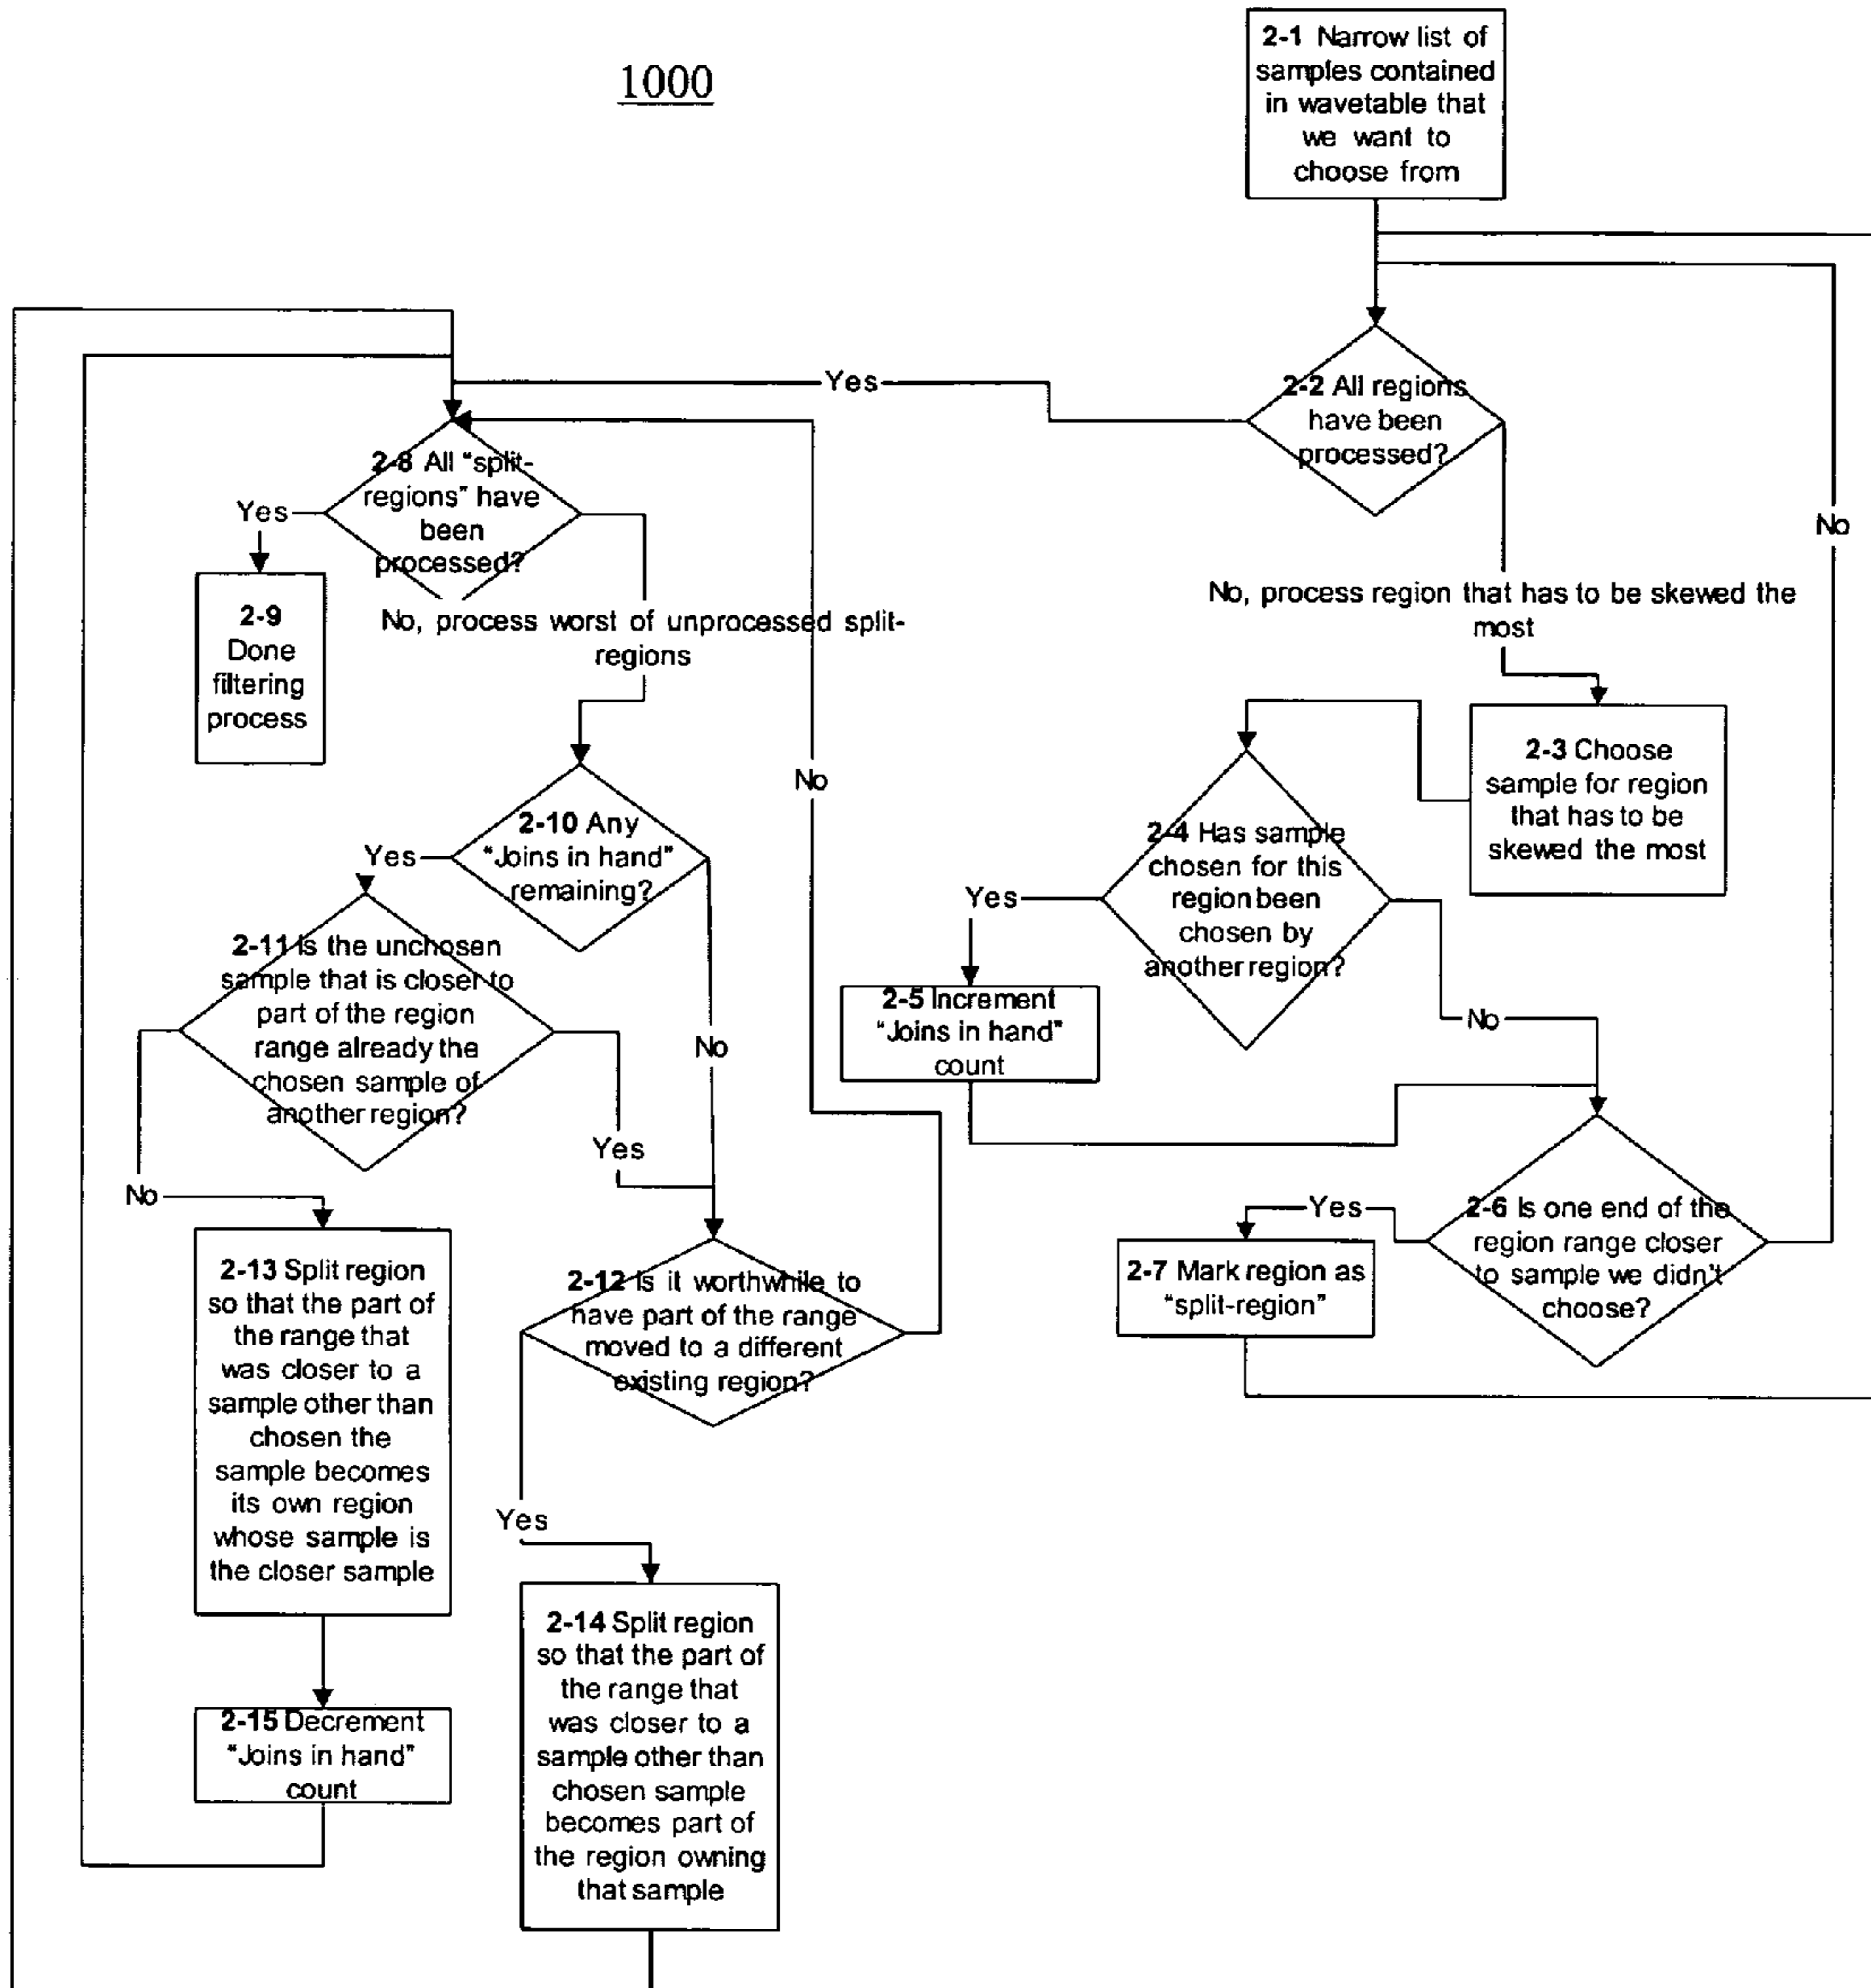 1000
2-1 Narrow list of
samples contained
in wavetable that
we want to
choose from
Yes
2-2 All regions
have been
processed?
No
No, process region that has to be skewed the
most
2-3 Choose
sample for region
that has to be
skewed the most
2-4 Has sample
chosen for this
region been
chosen by
another region?
Yes
2-5 Increment
"Joins in hand"
count
No
2-6 Is one end of the
region range closer
to sample we didn't
choose?
Yes
2-7 Mark region as
"split-region"
2-8 All "split-
regions" have
been
processed?
Yes
2-9
Done
filtering
process
No, process worst of unprocessed split-
regions
No
2-10 Any
"Joins in hand"
remaining?
Yes
No
2-11 Is the unchosen
sample that is closer to
part of the region
range already the
chosen sample of
another region?
Yes
No
2-12 Is it worthwhile to
have part of the range
moved to a different
existing region?
Yes
2-13 Split region
so that the part of
the range that
was closer to a
sample other than
chosen the
sample becomes
its own region
whose sample is
the closer sample
2-14 Split region
so that the part of
the range that
was closer to a
sample other than
chosen sample
becomes part of
the region owning
that sample
2-15 Decrement
"Joins in hand"
count